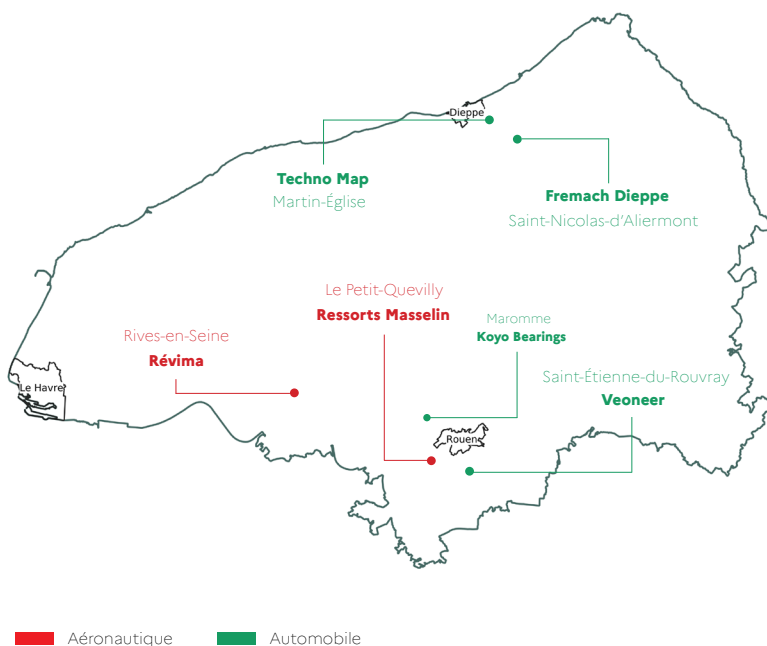 Dieppe
Techno Map
Martin-Église
Fremach Dieppe
Saint-Nicolas-d'Aliermont
Le Petit-Quevilly
Ressorts Masselin
Maromme
Koyo Bearings
Rives-en-Seine
Révima
Saint-Étienne-du-Rouvray
Veoneer
Le Havre
Rouen
Aéronautique
Automobile